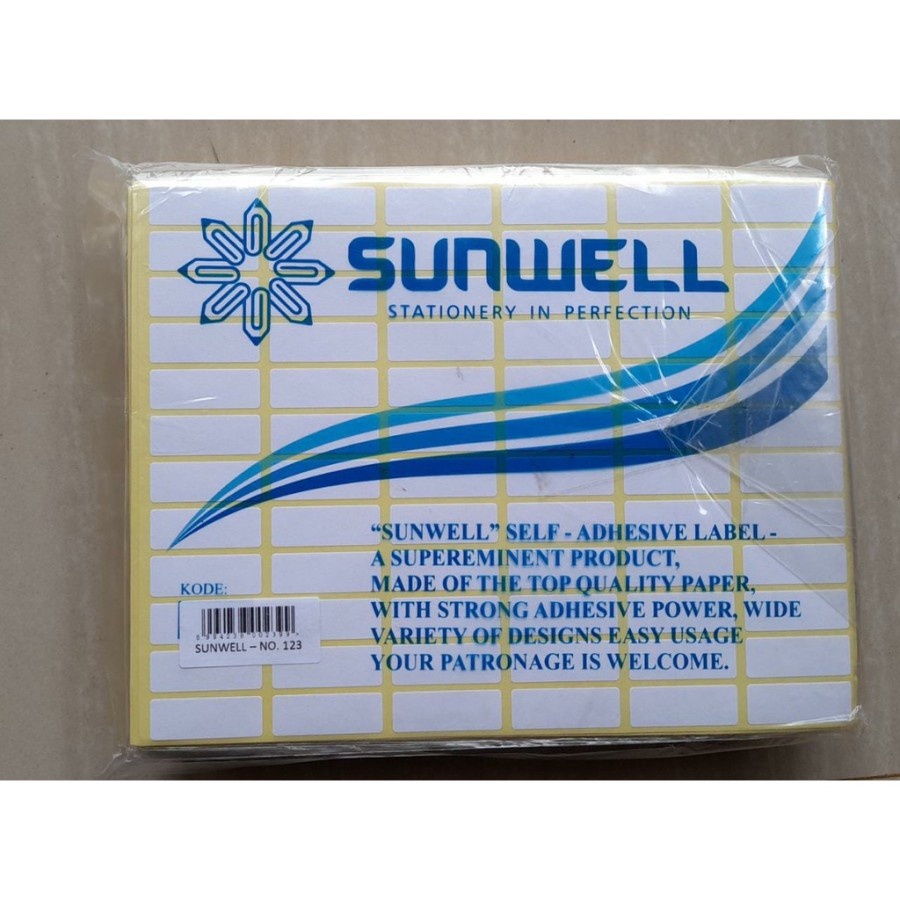 SUNWELL
STATIONERY IN PERFECTION
“SUNWELL” SELF - ADHESIVE LABEL -
A SUPEREMINENT PRODUCT,
MADE OF THE TOP QUALITY PAPER,
WITH STRONG ADHESIVE POWER, WIDE
VARIETY OF DESIGNS EASY USAGE
YOUR PATRONAGE IS WELCOME.
KODE:
SUNWELL – NO. 123